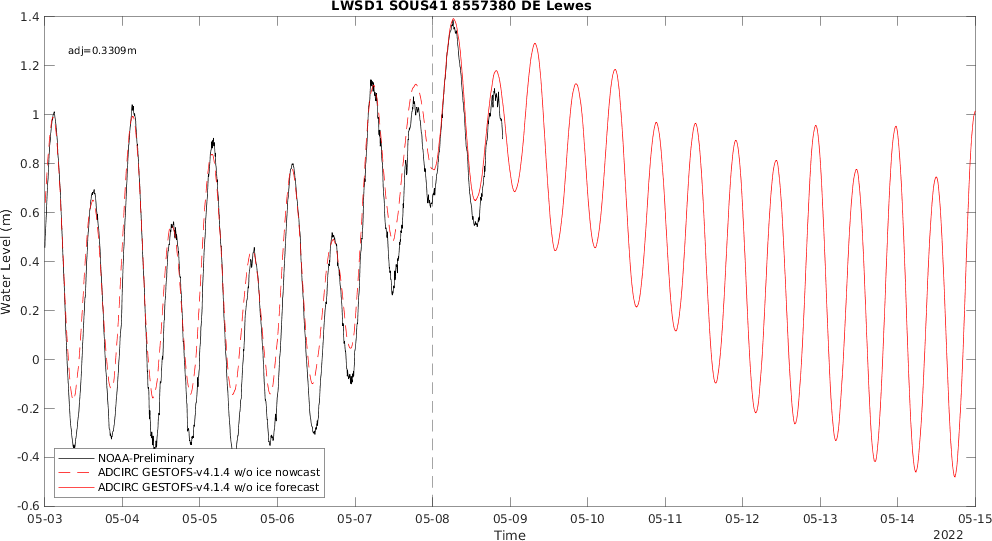 LWSD1 SOUS41 8557380 DE Lewes
adj=0.3309m
1.4
1.2
1
0.8
0.6
0.4
0.2
0
-0.2
-0.4
-0.6
Water Level (m)
NOAA-Preliminary
ADCIRC GESTOFS-v4.1.4 w/o ice nowcast
ADCIRC GESTOFS-v4.1.4 w/o ice forecast
05-03 05-04 05-05 05-06 05-07 05-08 05-09 05-10 05-11 05-12 05-13 05-14 05-15
Time
2022